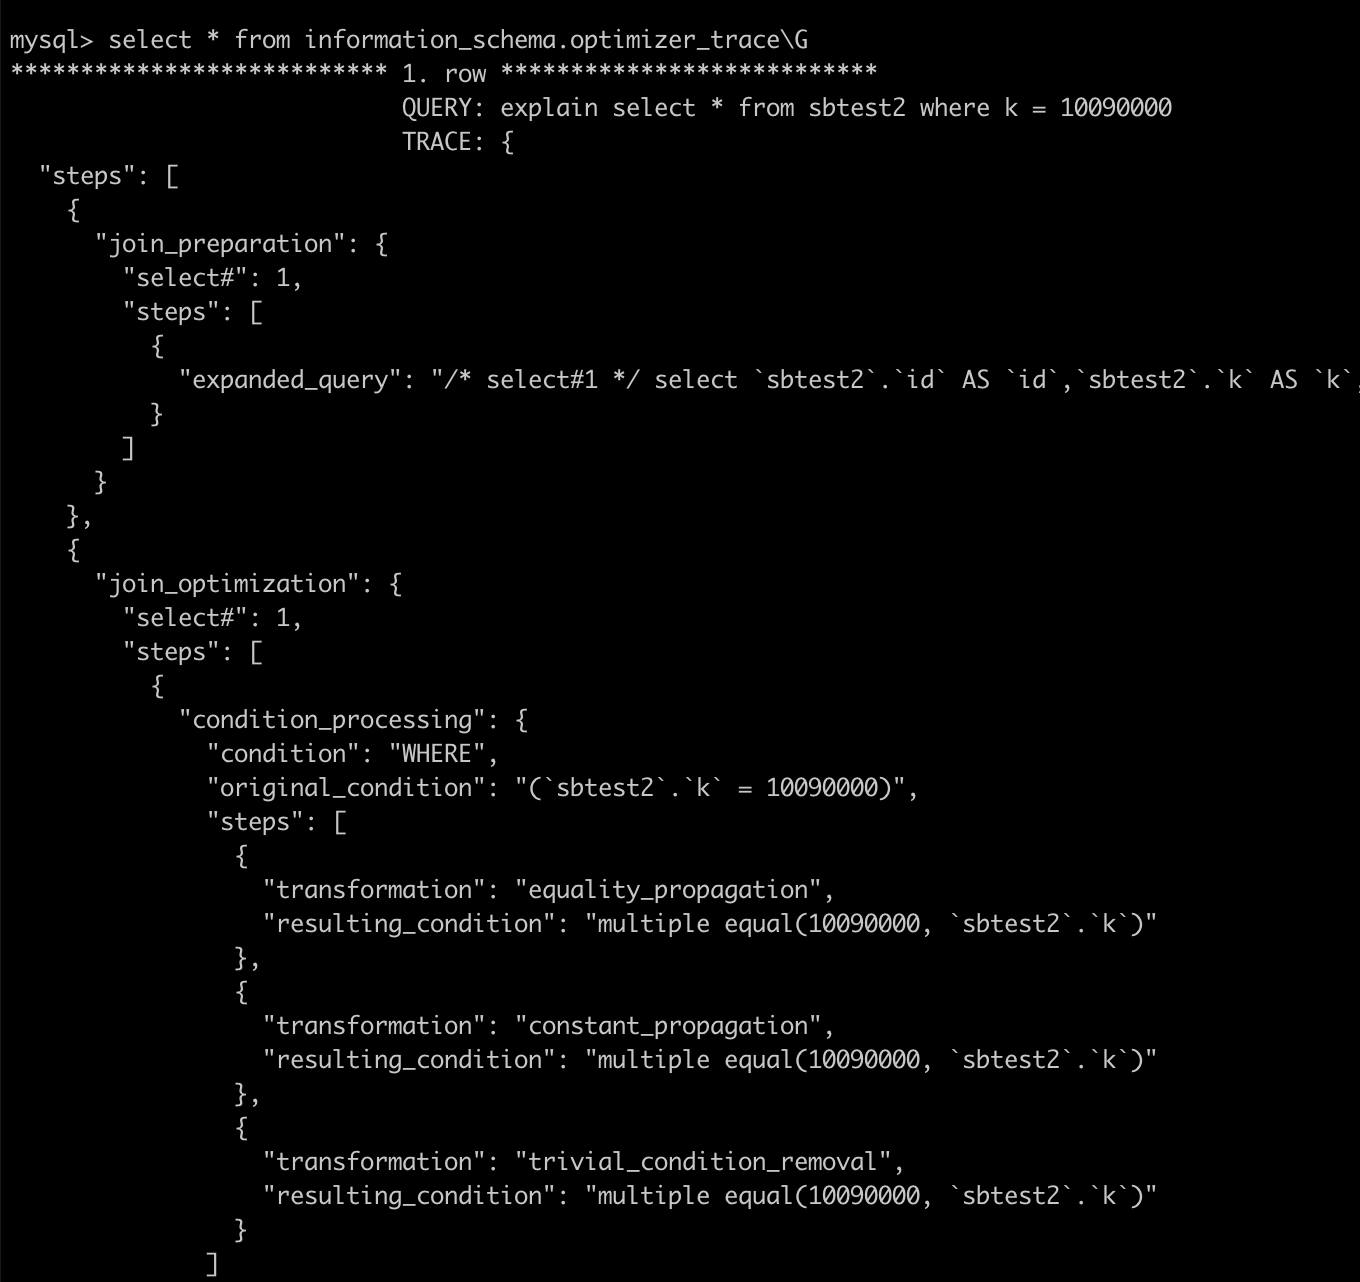 mysql> select * from information_schema.optimizer_trace\G
*************************** 1. row ***************************
                            QUERY: explain select * from sbtest2 where k = 10090000
                            TRACE: {
  "steps": [
    {
      "join_preparation": {
        "select#": 1,
        "steps": [
          {
            "expanded_query": "/* select#1 */ select `sbtest2`.`id` AS `id`,`sbtest2`.`k` AS `k`,
          }
        ]
      }
    },
    {
      "join_optimization": {
        "select#": 1,
        "steps": [
          {
            "condition_processing": {
              "condition": "WHERE",
              "original_condition": "(`sbtest2`.`k` = 10090000)",
              "steps": [
                {
                  "transformation": "equality_propagation",
                  "resulting_condition": "multiple equal(10090000, `sbtest2`.`k`)"
                },
                {
                  "transformation": "constant_propagation",
                  "resulting_condition": "multiple equal(10090000, `sbtest2`.`k`)"
                },
                {
                  "transformation": "trivial_condition_removal",
                  "resulting_condition": "multiple equal(10090000, `sbtest2`.`k`)"
                }
              ]